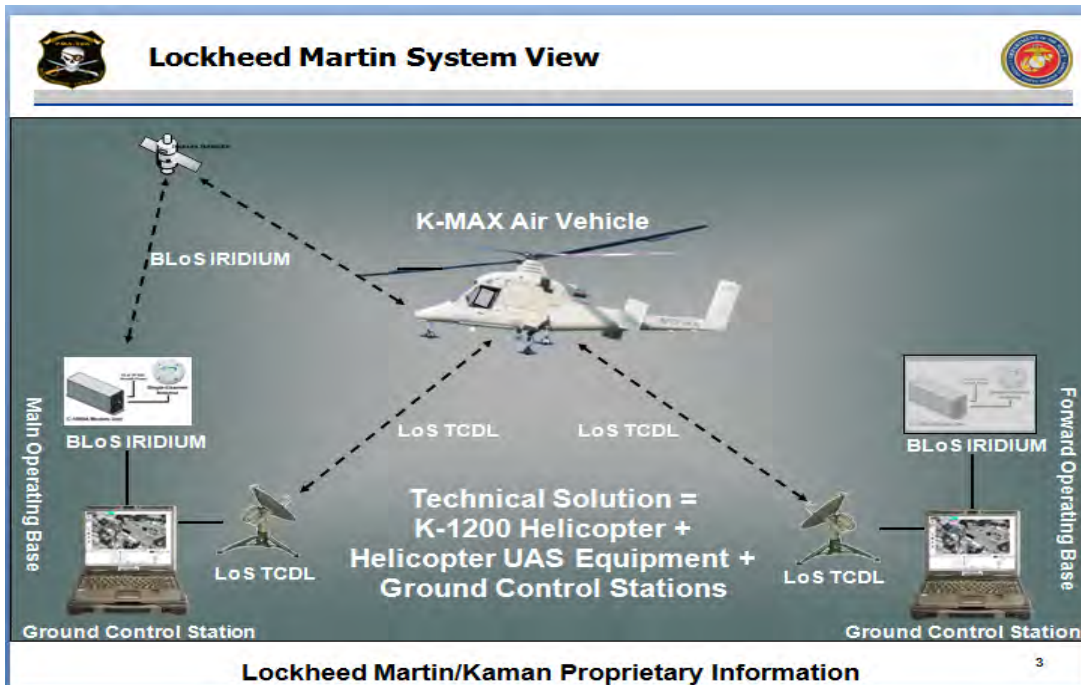 Lockheed Martin System View
K-MAX Air Vehicle
BLoS IRIDIUM
Main Operating Base
BLoS IRIDIUM
LoS TCDL
LoS TCDL
Forward Operating Base
BLoS IRIDIUM
Technical Solution =
K-1200 Helicopter +
Helicopter UAS Equipment +
Ground Control Stations
LoS TCDL
LoS TCDL
Ground Control Station
Ground Control Station
Lockheed Martin/Kaman Proprietary Information
3